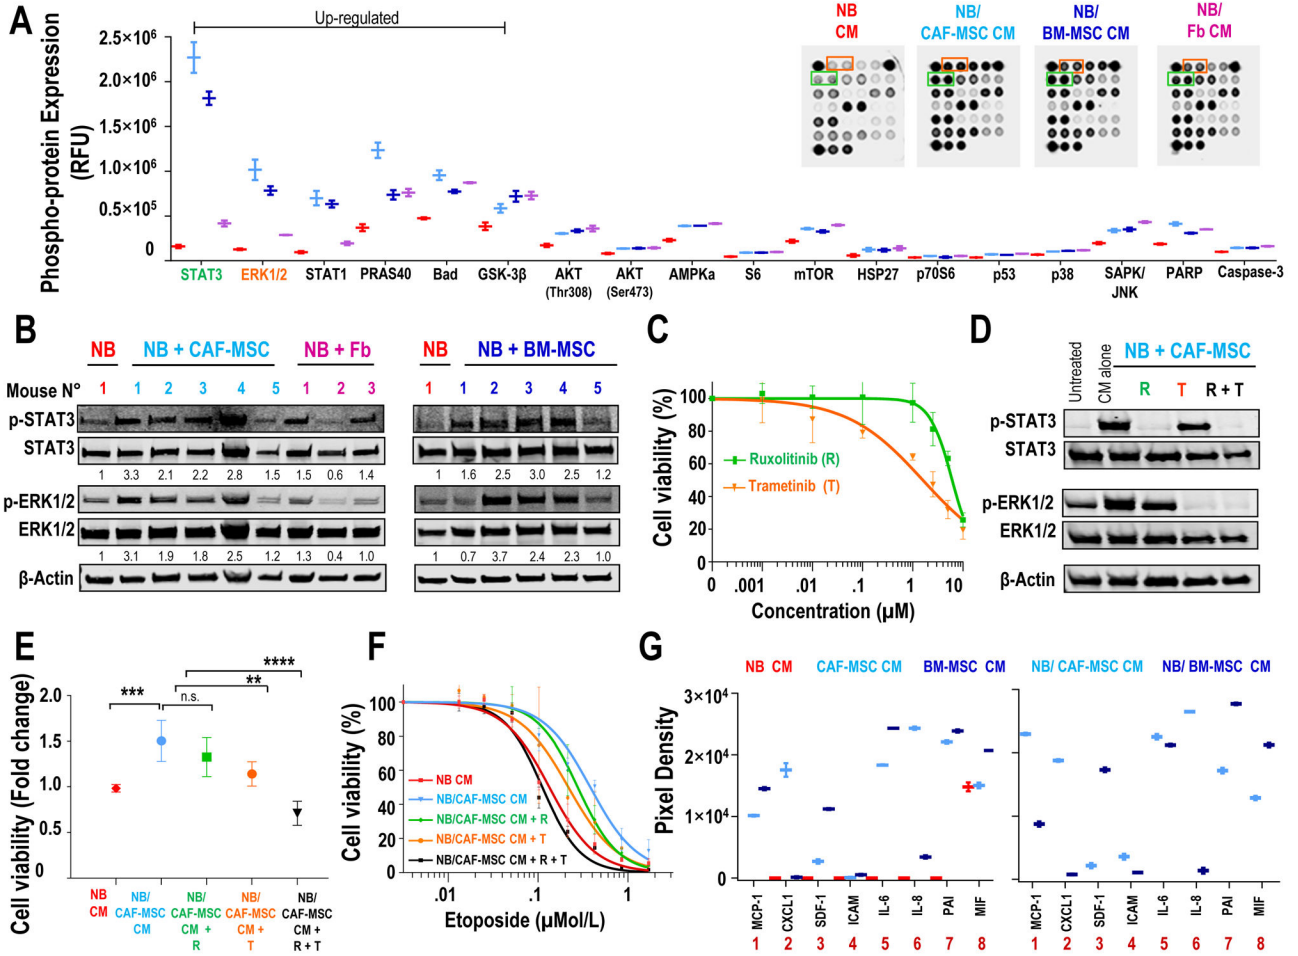 A
Up-regulated
NB
CM
NB/
CAF-MSC CM
NB/
BM-MSC CM
NB/
Fb CM
Phospho-protein Expression
(RFU)
2.5×10⁶
2.0×10⁶
1.5×10⁶
1.0×10⁶
0.5×10⁵
0
STAT3
ERK1/2
STAT1
PRAS40
Bad
GSK-3β
AKT
(Thr308)
AKT
(Ser473)
AMPKa
S6
mTOR
HSP27
p70S6
p53
p38
SAPK/
JNK
PARP
Caspase-3
B
NB
NB + CAF-MSC
NB + Fb
NB
NB + BM-MSC
Mouse N°
1 1 2 3 4 5 1 2 3
1 1 2 3 4 5
p-STAT3
STAT3
1 3.3 2.1 2.2 2.8 1.5 1.5 0.6 1.4
1 1.6 2.5 3.0 2.5 1.2
p-ERK1/2
ERK1/2
1 3.1 1.9 1.8 2.5 1.2 1.3 0.4 1.0
1 0.7 3.7 2.4 2.3 1.0
β-Actin
C
Cell viability (%)
100
80
60
40
20
0
Ruxolitinib (R)
Trametinib (T)
0 .001 .01 .1 1 10
Concentration (µM)
D
Untreated
CM alone
NB + CAF-MSC
R T R + T
p-STAT3
STAT3
p-ERK1/2
ERK1/2
β-Actin
E
Cell viability (Fold change)
2.0
1.5
1.0
0.5
0
****
**
***
n.s.
NB
CM
NB/
CAF-MSC
CM
NB/
CAF-MSC
CM +
R
NB/
CAF-MSC
CM +
T
NB/
CAF-MSC
CM +
R + T
F
Cell viability (%)
100
80
60
40
20
0
NB CM
NB/CAF-MSC CM
NB/CAF-MSC CM + R
NB/CAF-MSC CM + T
NB/CAF-MSC CM + R + T
.01 .1 1
Etoposide (µMol/L)
G
NB CM
CAF-MSC CM
BM-MSC CM
NB/ CAF-MSC CM
NB/ BM-MSC CM
Pixel Density
3×10⁴
2×10⁴
1×10⁴
0
MCP-1
CXCL1
SDF-1
ICAM
IL-6
IL-8
PAI
MIF
1 2 3 4 5 6 7 8
MCP-1
CXCL1
SDF-1
ICAM
IL-6
IL-8
PAI
MIF
1 2 3 4 5 6 7 8